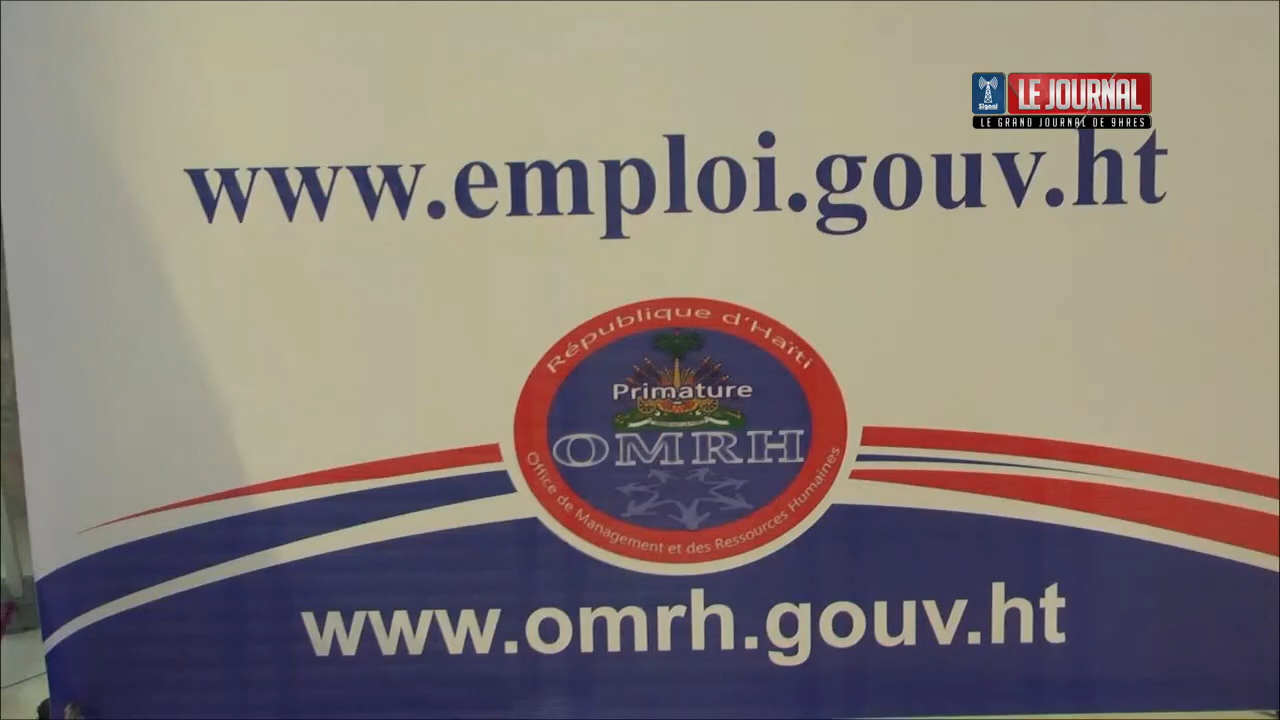 Signal
LE JOURNAL
LE GRAND JOURNAL DE 9HRES
www.emploi.gouv.ht
République d'Haïti
Primature
OMRH
Office de Management et des Ressources Humaines
www.omrh.gouv.ht